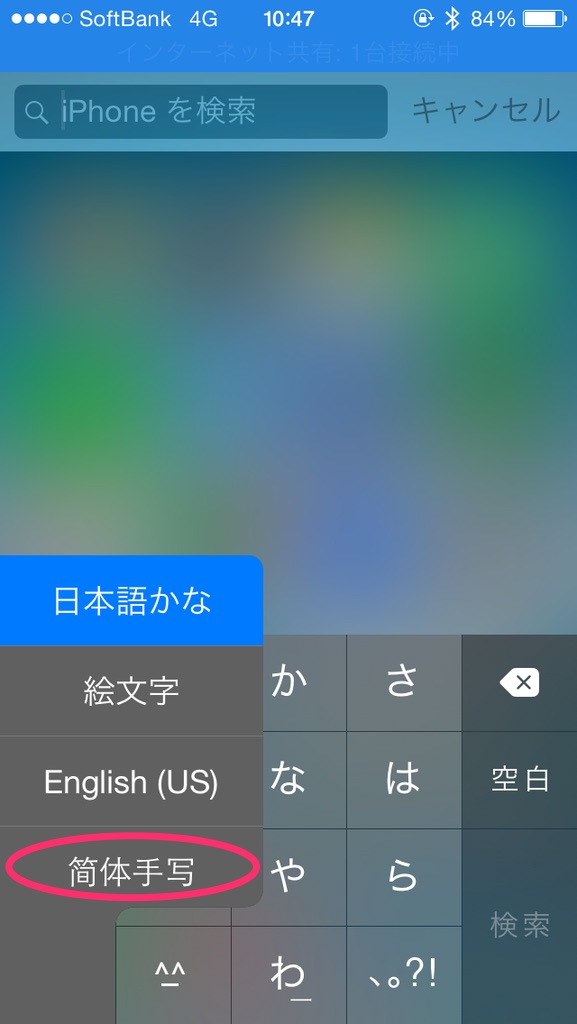 SoftBank 4G 10:47 84%
インターネット共有: 1台接続中
iPhone を検索 キャンセル
日本語かな
絵文字
English (US)
简体手写
か さ
な は 空白
や ら
検索
^_^ わ_ 、。?!